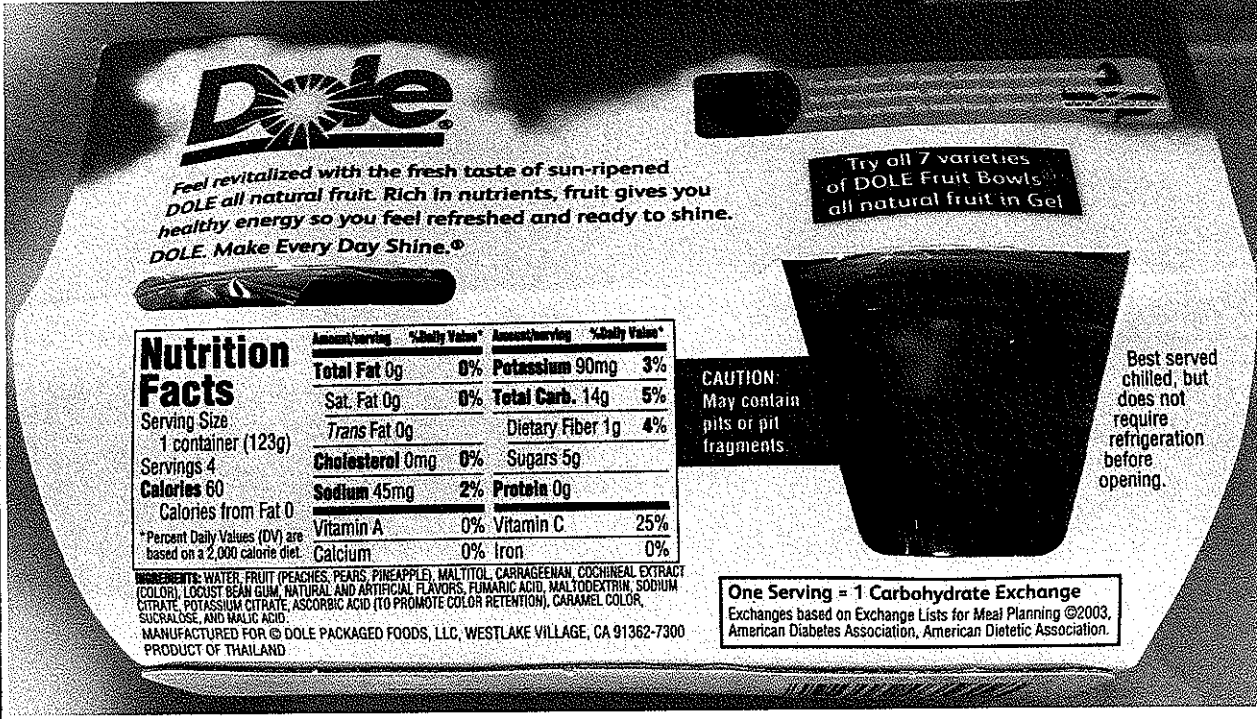 Dole®
Feel revitalized with the fresh taste of sun-ripened
DOLE all natural fruit. Rich in nutrients, fruit gives you
healthy energy so you feel refreshed and ready to shine.
DOLE. Make Every Day Shine.®
Nutrition
Facts
Serving Size
1 container (123g)
Servings 4
Calories 60
Calories from Fat 0
*Percent Daily Values (DV) are
based on a 2,000 calorie diet.
Amount/serving %Daily Value*
Total Fat 0g 0%
Sat. Fat 0g 0%
Trans Fat 0g
Cholesterol 0mg 0%
Sodium 45mg 2%
Vitamin A 0%
Calcium 0%
Amount/serving %Daily Value*
Potassium 90mg 3%
Total Carb. 14g 5%
Dietary Fiber 1g 4%
Sugars 5g
Protein 0g
Vitamin C 25%
Iron 0%
INGREDIENTS: WATER, FRUIT (PEACHES, PEARS, PINEAPPLE), MALTITOL, CARRAGEENAN, COCHINEAL EXTRACT
(COLOR), LOCUST BEAN GUM, NATURAL AND ARTIFICIAL FLAVORS, FUMARIC ACID, MALTODEXTRIN, SODIUM
CITRATE, POTASSIUM CITRATE, ASCORBIC ACID (TO PROMOTE COLOR RETENTION), CARAMEL COLOR,
SUCRALOSE, AND MALIC ACID.
MANUFACTURED FOR © DOLE PACKAGED FOODS, LLC, WESTLAKE VILLAGE, CA 91362-7300
PRODUCT OF THAILAND
Try all 7 varieties
of DOLE Fruit Bowls
all natural fruit in Gel
CAUTION:
May contain
pits or pit
fragments.
Best served
chilled, but
does not
require
refrigeration
before
opening.
One Serving = 1 Carbohydrate Exchange
Exchanges based on Exchange Lists for Meal Planning ©2003,
American Diabetes Association, American Dietetic Association.